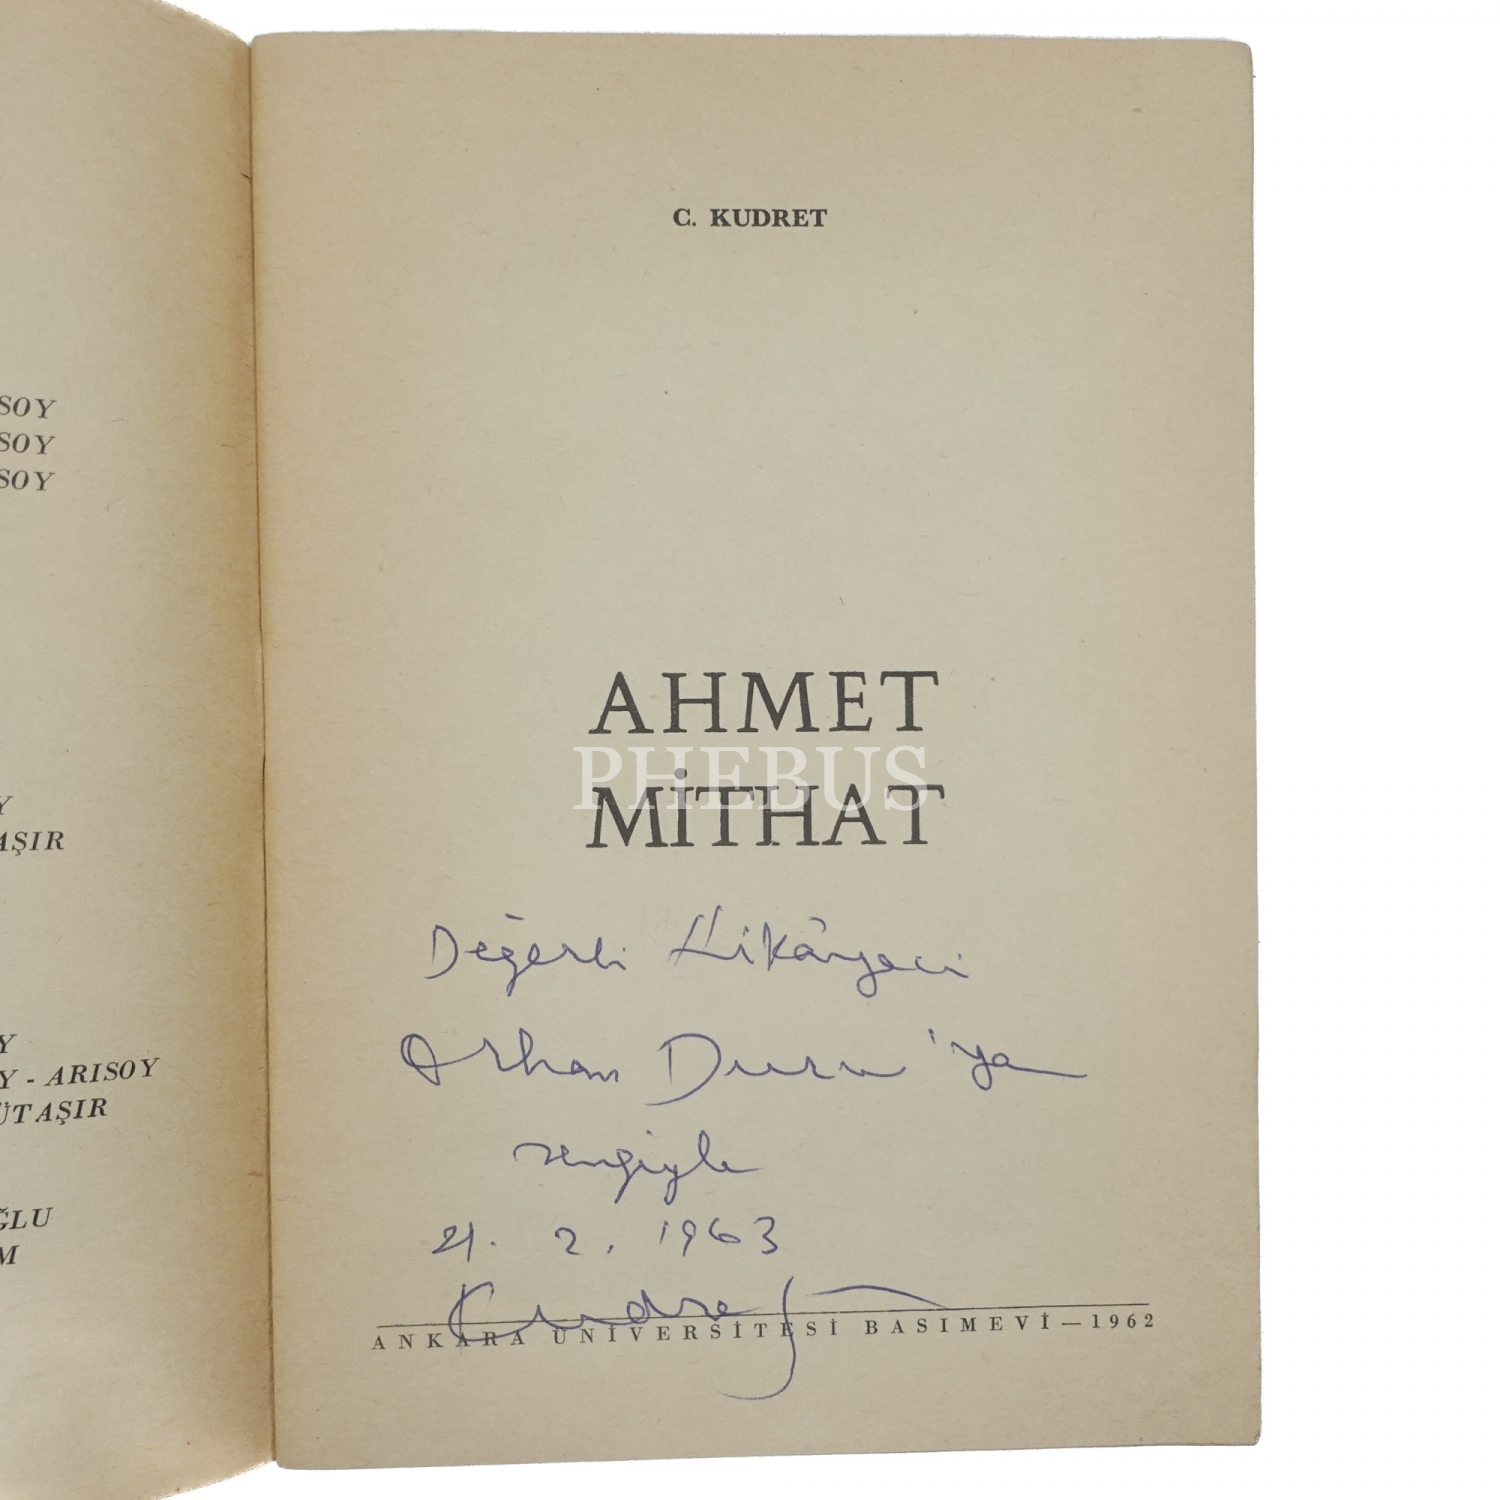 SOY
SOY
SOY
Y
AŞIR
Y
Y - ARISOY
ÜTAŞIR
ĞLU
M
C. KUDRET
AHMET
PHEBUS
MİTHAT
Değerli Hikâyeci
Orhan Duru'ya
sevgiyle
21. 2. 1963
Kudret
ANKARA ÜNİVERSİTESİ BASIMEVİ—1962